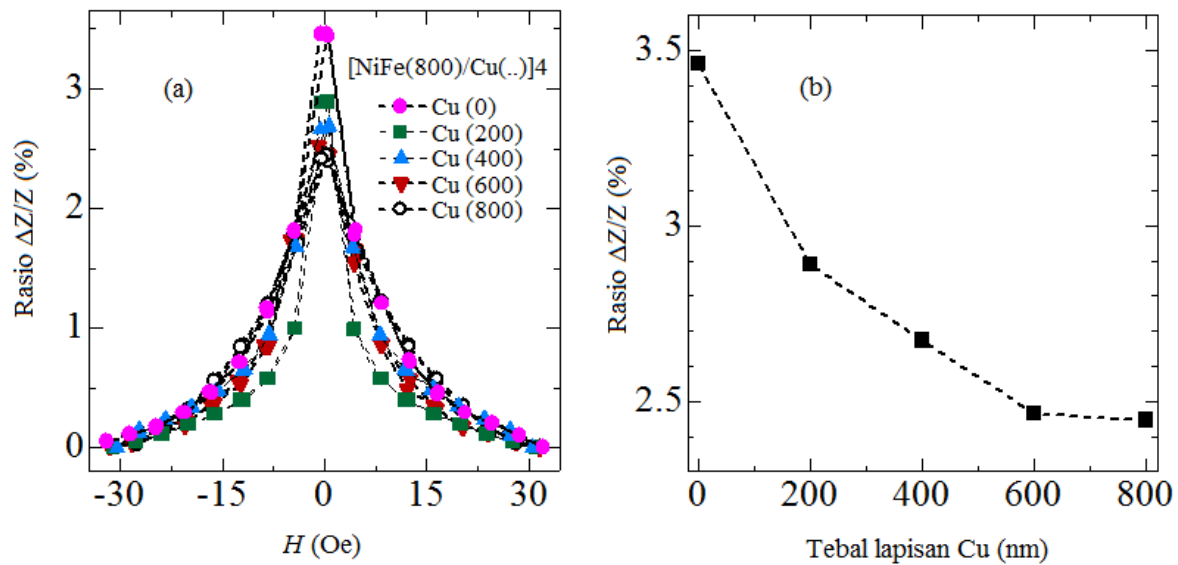 (a)
[NiFe(800)/Cu(..)]4
Cu (0)
Cu (200)
Cu (400)
Cu (600)
Cu (800)
Rasio ΔZ/Z (%)
3
2
1
0
-30 -15 0 15 30
H (Oe)
(b)
Rasio ΔZ/Z (%)
3.5
3
2.5
0 200 400 600 800
Tebal lapisan Cu (nm)